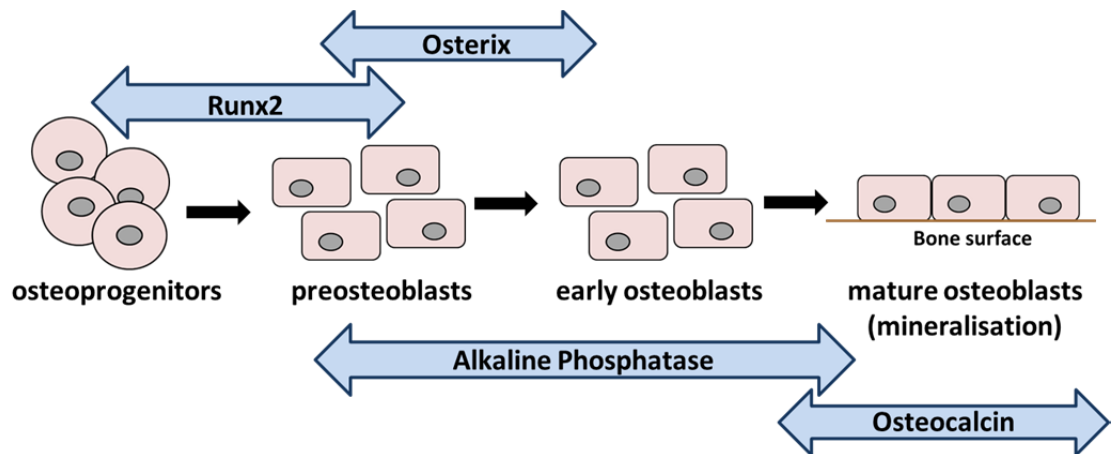 Osterix
Runx2
Bone surface
osteoprogenitors
preosteoblasts
early osteoblasts
mature osteoblasts
(mineralisation)
Alkaline Phosphatase
Osteocalcin